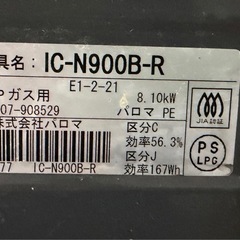 具名: IC-N900B-R
E1-2-21
Pガス用
8.10kW
07-908529
パロマ PE
株式会社パロマ
区分C
効率56.3%
77
IC-N900B-R
区分J
効率167Wh
JIA認証
PS
LPG